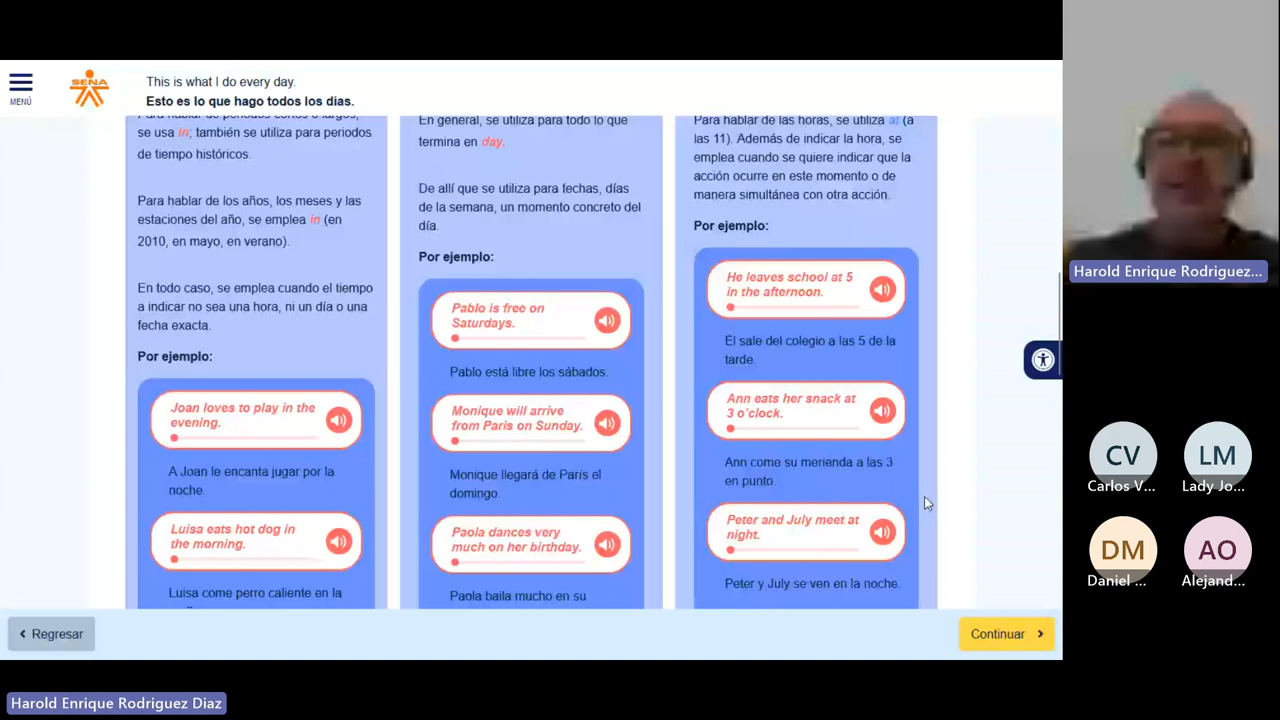 MENÚ
SENA
This is what I do every day.
Esto es lo que hago todos los dias.
Para hablar de periodos cortos o largos,
se usa in; también se utiliza para periodos
de tiempo históricos.
Para hablar de los años, los meses y las
estaciones del año, se emplea in (en
2010, en mayo, en verano).
En todo caso, se emplea cuando el tiempo
a indicar no sea una hora, ni un día o una
fecha exacta.
Por ejemplo:
Joan loves to play in the
evening.
A Joan le encanta jugar por la
noche.
Luisa eats hot dog in
the morning.
Luisa come perro caliente en la
En general, se utiliza para todo lo que
termina en day.
De allí que se utiliza para fechas, días
de la semana, un momento concreto del
día.
Por ejemplo:
Pablo is free on
Saturdays.
Pablo está libre los sábados.
Monique will arrive
from Paris on Sunday.
Monique llegará de París el
domingo.
Paola dances very
much on her birthday.
Paola baila mucho en su
Para hablar de las horas, se utiliza at (a
las 11). Además de indicar la hora, se
emplea cuando se quiere indicar que la
acción ocurre en este momento o de
manera simultánea con otra acción.
Por ejemplo:
He leaves school at 5
in the afternoon.
Él sale del colegio a las 5 de la
tarde.
Ann eats her snack at
3 o'clock.
Ann come su merienda a las 3
en punto.
Peter and July meet at
night.
Peter y July se ven en la noche.
Regresar
Continuar
Harold Enrique Rodriguez...
CV
Carlos V...
LM
Lady Jo...
DM
Daniel ...
AO
Alejand...
Harold Enrique Rodriguez Diaz